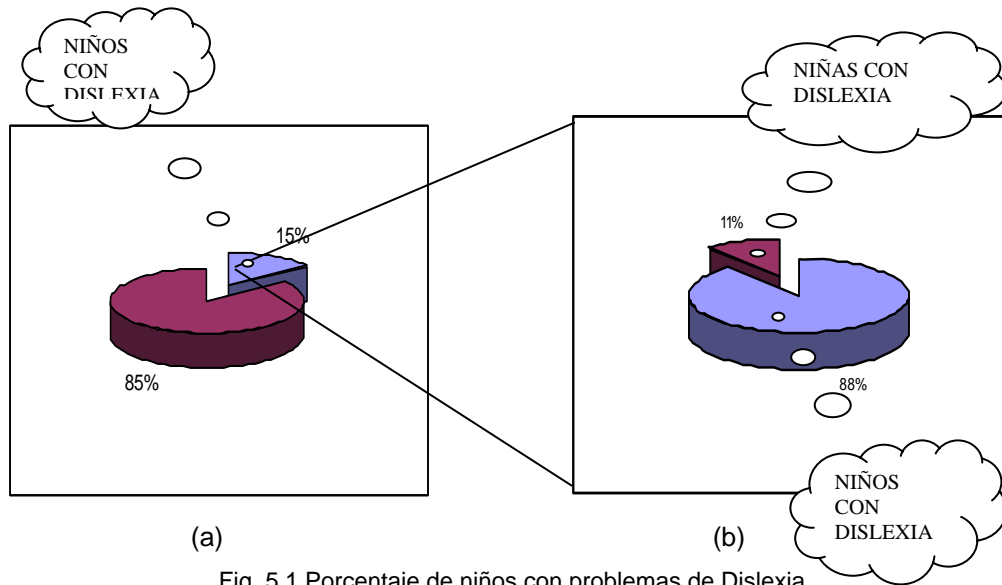 NIÑOS
CON
DISLEXIA
NIÑAS CON
DISLEXIA
15%
85%
11%
88%
NIÑOS
CON
DISLEXIA
(a)
(b)
Fig. 5.1 Porcentaje de niños con problemas de Dislexia